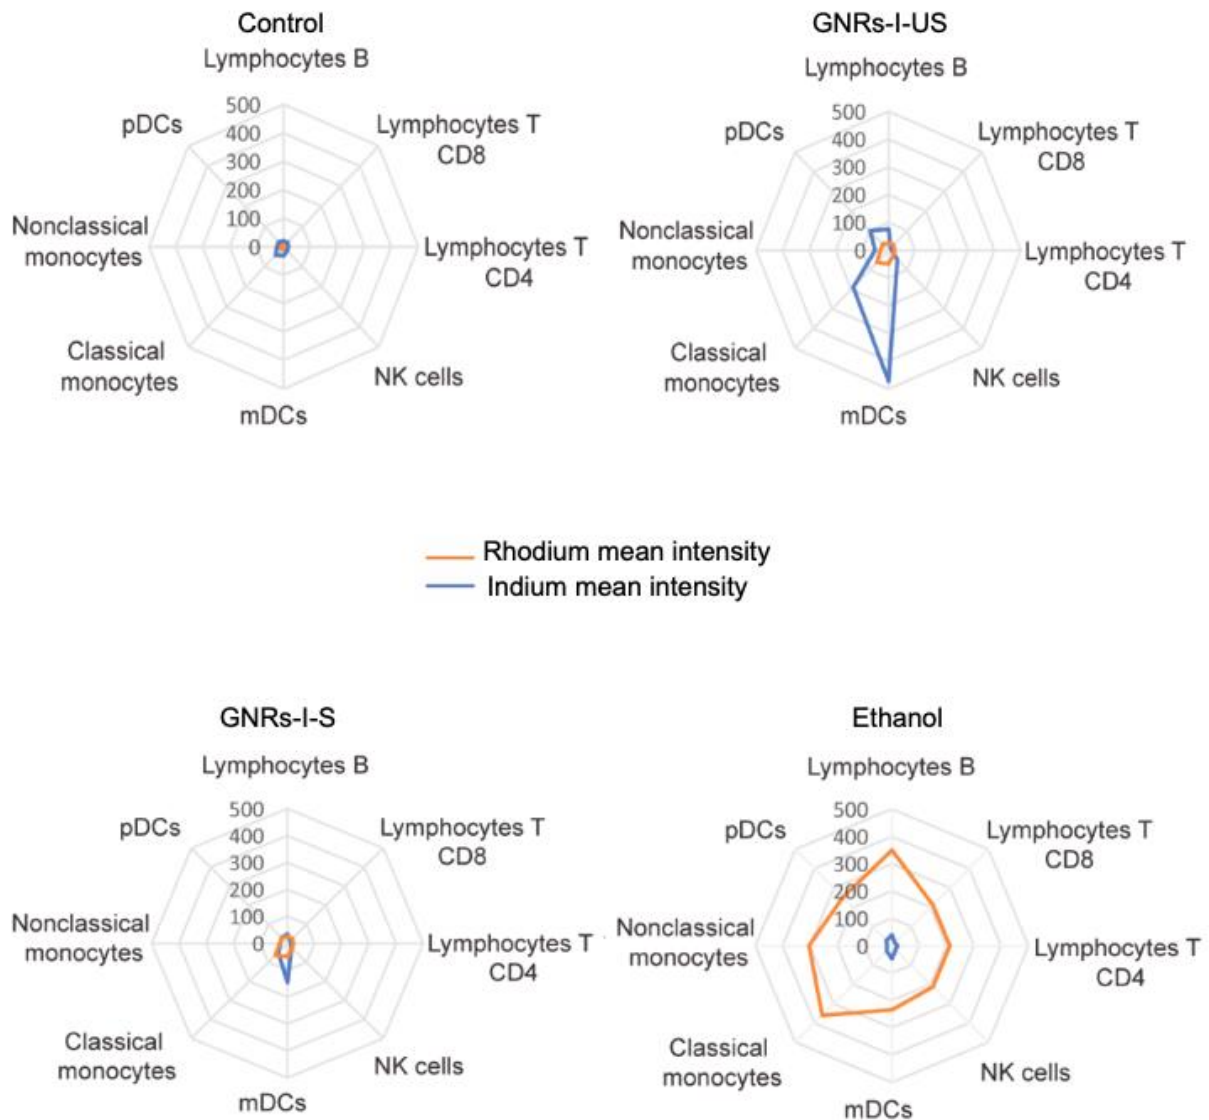 Control
Lymphocytes B
500
400
300
200
100
0
pDCs
Lymphocytes T
CD8
Nonclassical
monocytes
Lymphocytes T
CD4
Classical
monocytes
NK cells
mDCs
GNRs-I-US
Lymphocytes B
500
400
300
200
100
0
pDCs
Lymphocytes T
CD8
Nonclassical
monocytes
Lymphocytes T
CD4
Classical
monocytes
NK cells
mDCs
Rhodium mean intensity
Indium mean intensity
GNRs-I-S
Lymphocytes B
500
400
300
200
100
0
pDCs
Lymphocytes T
CD8
Nonclassical
monocytes
Lymphocytes T
CD4
Classical
monocytes
NK cells
mDCs
Ethanol
Lymphocytes B
500
400
300
200
100
0
pDCs
Lymphocytes T
CD8
Nonclassical
monocytes
Lymphocytes T
CD4
Classical
monocytes
NK cells
mDCs